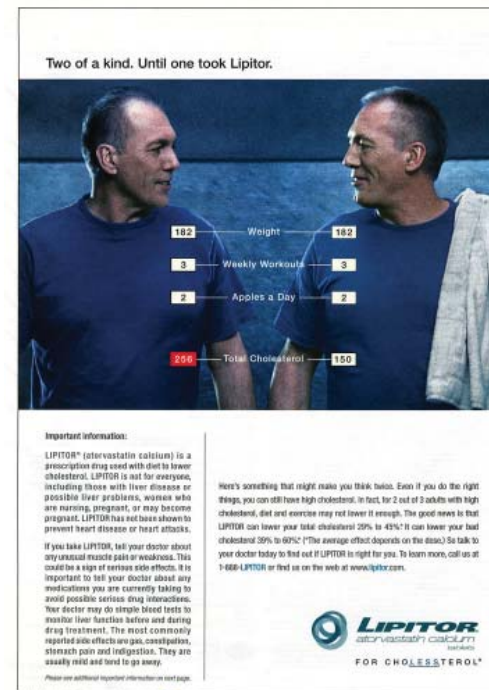 Two of a kind. Until one took Lipitor.
182 Weight 182
3 Weekly Workouts 3
2 Apples a Day 2
256 Total Cholesterol 150
Important information:
LIPITOR® (atorvastatin calcium) is a
prescription drug used with diet to lower
cholesterol. LIPITOR is not for everyone,
including those with liver disease or
possible liver problems, women who
are nursing, pregnant, or may become
pregnant. LIPITOR has not been shown to
prevent heart disease or heart attacks.
If you take LIPITOR, tell your doctor about
any unusual muscle pain or weakness. This
could be a sign of serious side effects. It is
important to tell your doctor about any
medications you are currently taking to
avoid possible serious drug interactions.
Your doctor may do simple blood tests to
monitor liver function before and during
drug treatment. The most commonly
reported side effects are gas, constipation,
stomach pain and indigestion. They are
usually mild and tend to go away.
Please see additional important information on next page.
Here's something that might make you think twice. Even if you do the right
things, you can still have high cholesterol. In fact, for 2 out of 3 adults with high
cholesterol, diet and exercise may not lower it enough. The good news is that
LIPITOR can lower your total cholesterol 29% to 45%.* It can lower your bad
cholesterol 39% to 60%.* (*The average effect depends on the dose.) So talk to
your doctor today to find out if LIPITOR is right for you. To learn more, call us at
1-888-LIPITOR or find us on the web at www.lipitor.com.
LIPITOR
atorvastatin calcium
tablets
FOR CHOLESTEROL®